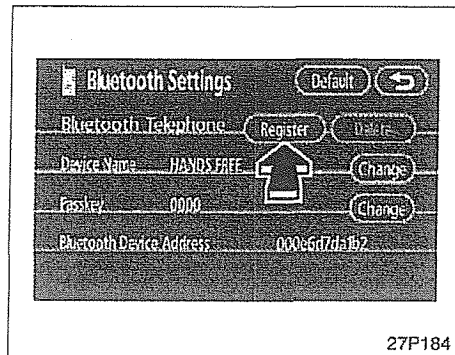 Bluetooth Settings Default
Bluetooth Telephone Register Delete
Device Name HANDS FREE Change
Passkey 0000 Change
Bluetooth Device Address 000e6d7da1b2
27P184